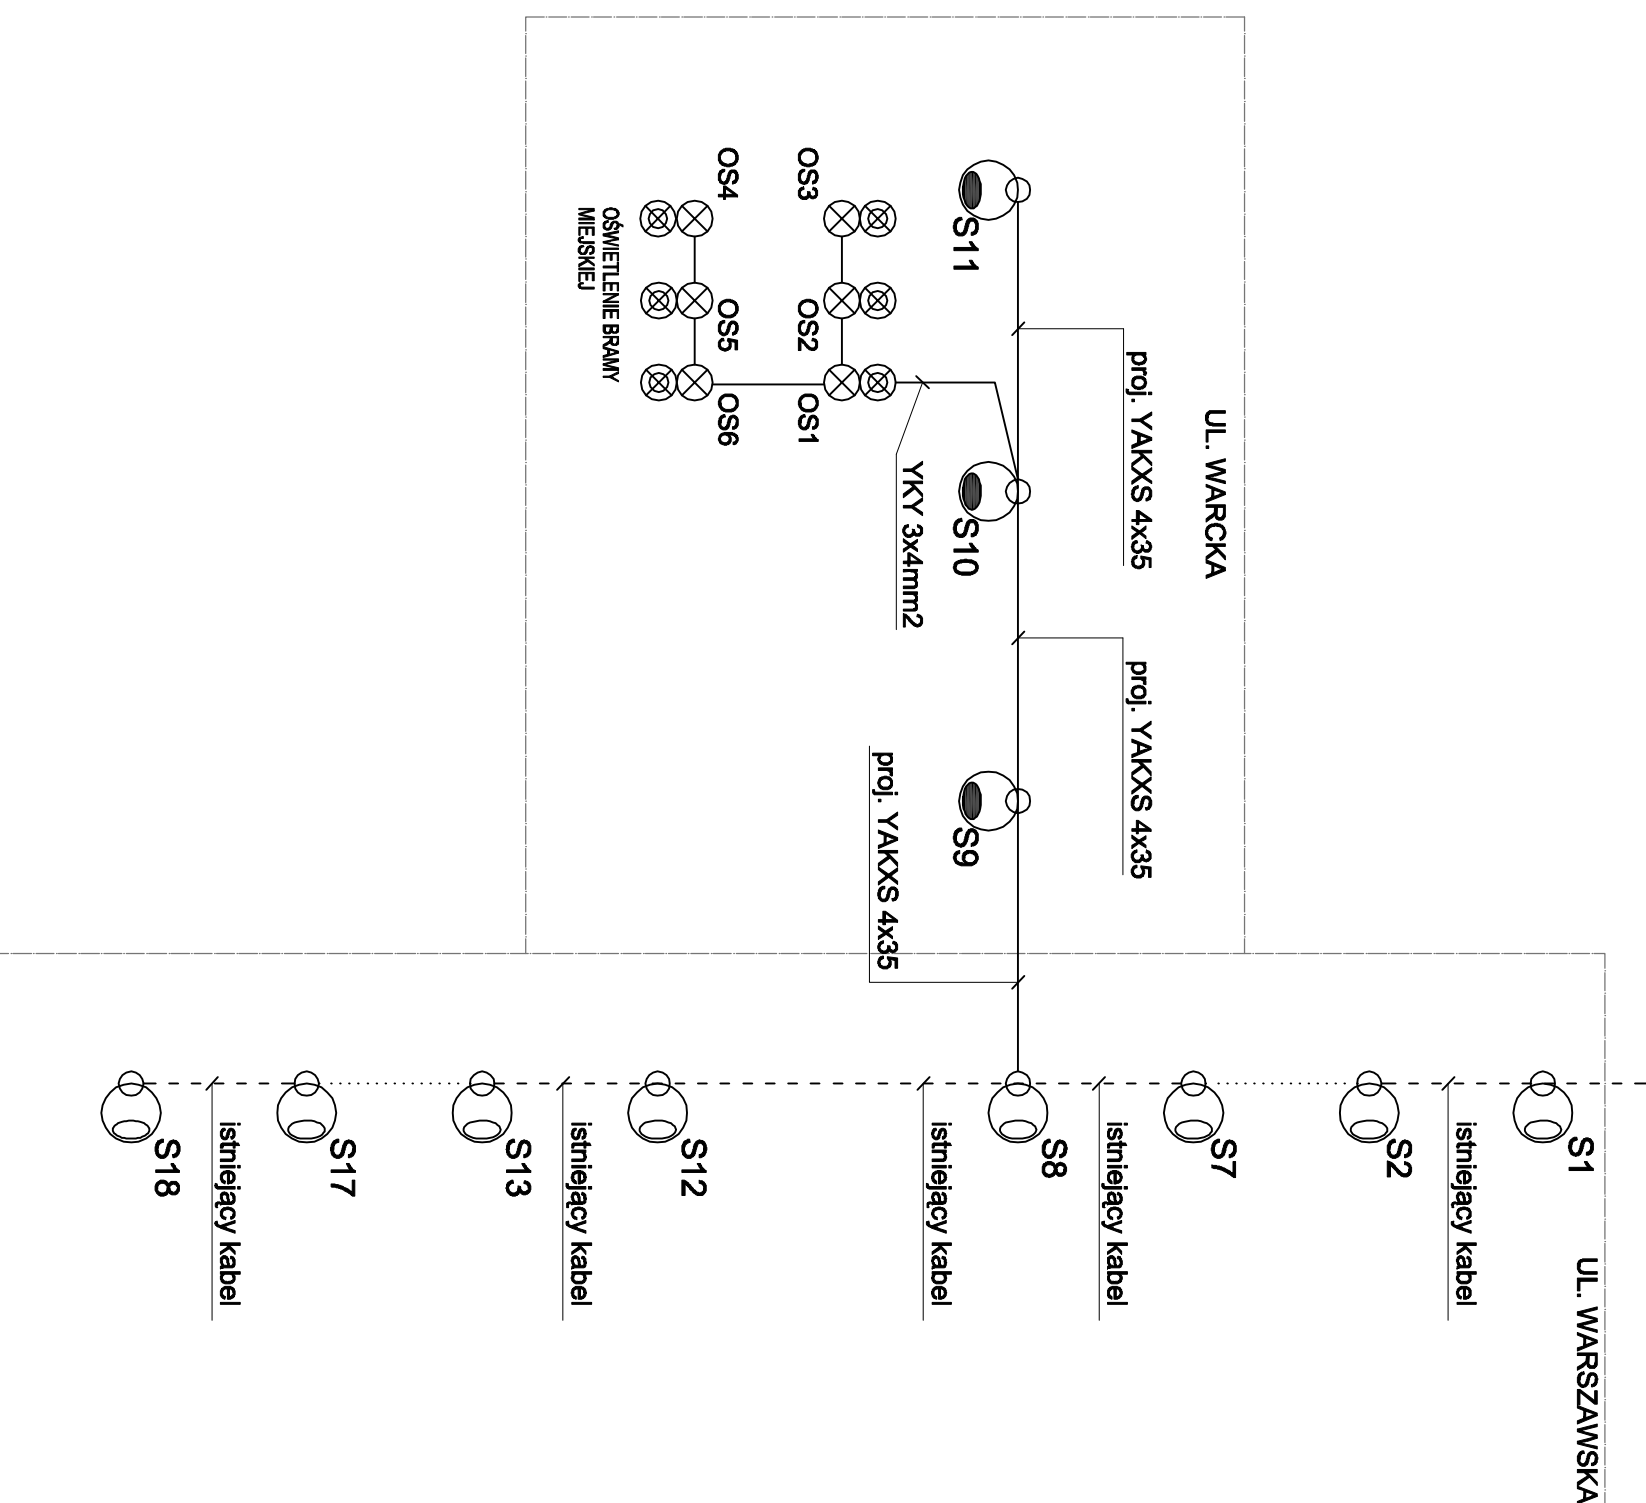 UL. WARSZAWSKA
S1
istniejący kabel
S2
S7
UL. WARCKA
proj. YAKXS 4x35
proj. YAKXS 4x35
istniejący kabel
S8
S11
S10
S9
istniejący kabel
YKY 3x4mm2
proj. YAKXS 4x35
OS3
OS2
OS1
OS4
OS5
OS6
S12
OŚWIETLENIE BRAMY
MIEJSKIEJ
istniejący kabel
S13
S17
istniejący kabel
S18